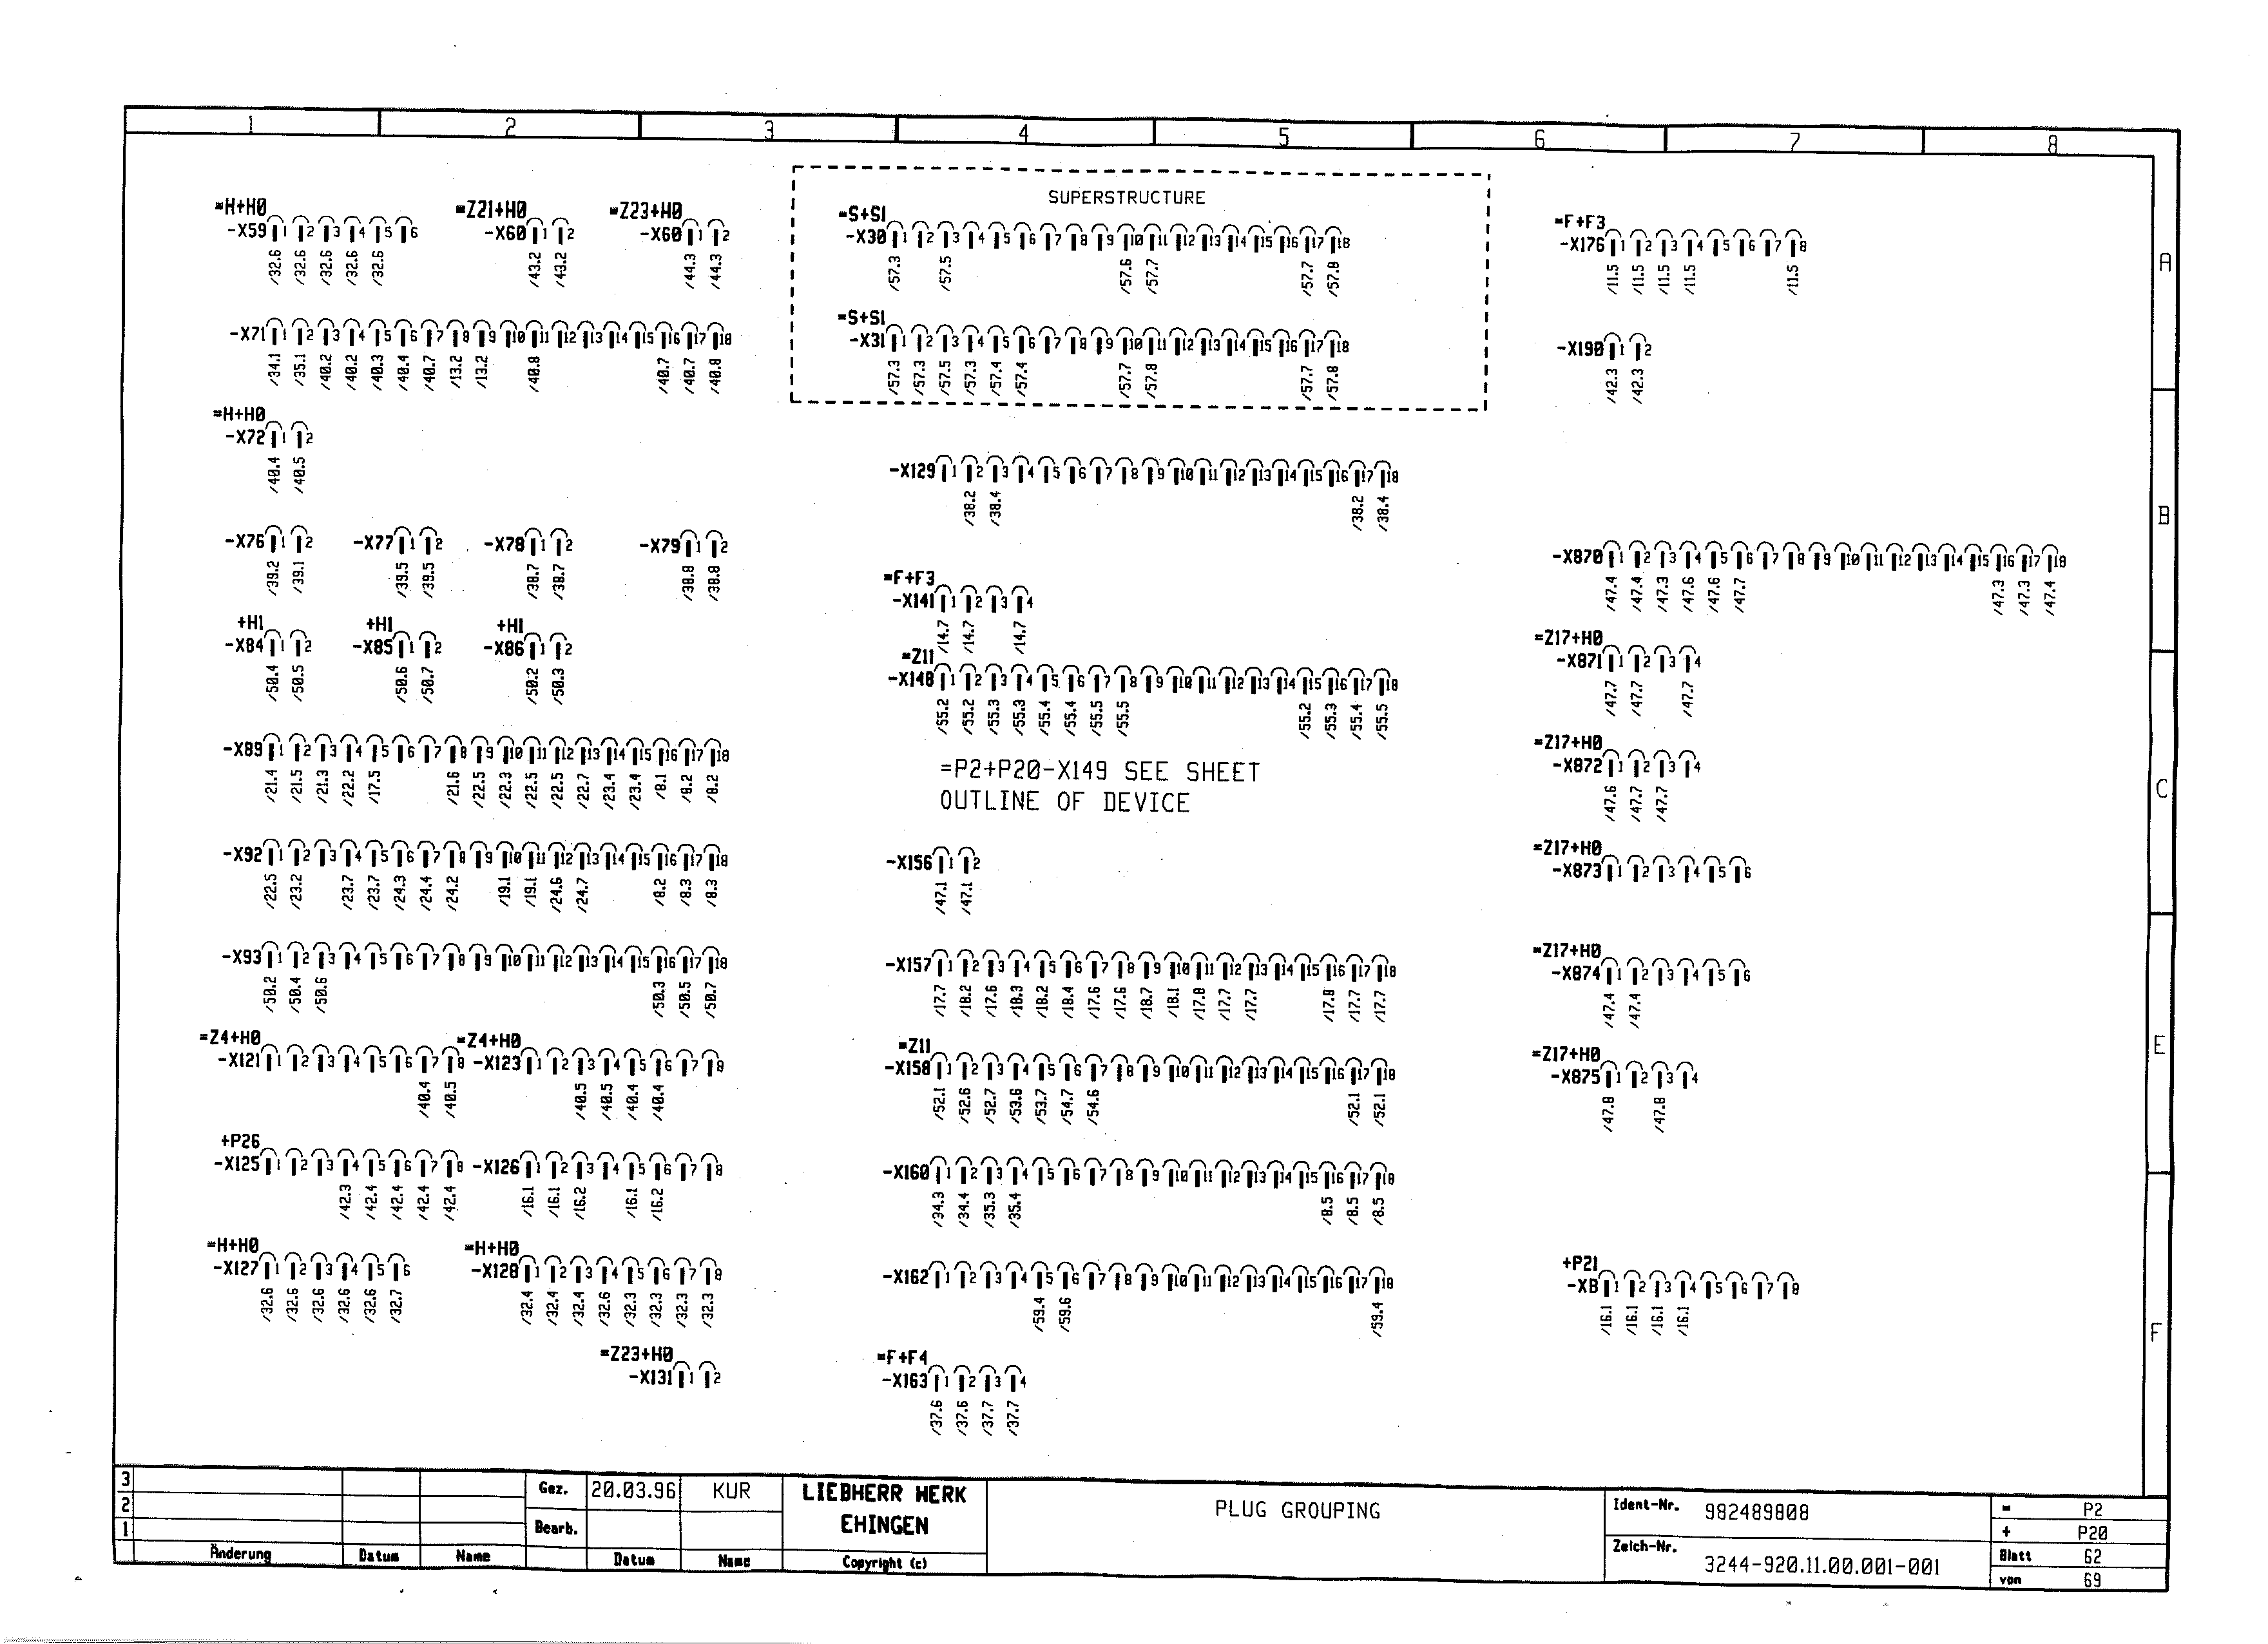 1 2 3 4 5 6 7 8
=H+H0 =Z21+H0 =Z23+H0
-X59 1 2 3 4 5 6 -X60 1 2 -X60 1 2
/32.6 /32.6 /32.6 /32.6 /32.6 /43.2 /43.2 /44.3 /44.3
SUPERSTRUCTURE
=S+S1
-X30 1 2 3 4 5 6 7 8 9 10 11 12 13 14 15 16 17 18
/57.3 /57.5 /57.6 /57.7 /57.7 /57.8
=S+S1
-X31 1 2 3 4 5 6 7 8 9 10 11 12 13 14 15 16 17 18
/57.3 /57.3 /57.5 /57.3 /57.4 /57.4 /57.7 /57.8 /57.7 /57.8
=F+F3
-X176 1 2 3 4 5 6 7 8
/11.5 /11.5 /11.5 /11.5 /11.5
A
-X71 1 2 3 4 5 6 7 8 9 10 11 12 13 14 15 16 17 18
/34.1 /35.1 /40.2 /40.2 /40.3 /40.4 /40.7 /13.2 /13.2 /40.8 /40.7 /40.7 /40.8
-X190 1 2
/42.3 /42.3
=H+H0
-X72 1 2
/40.4 /40.5
-X129 1 2 3 4 5 6 7 8 9 10 11 12 13 14 15 16 17 18
/38.2 /38.4 /38.2 /38.4
B
-X76 1 2 -X77 1 2 -X78 1 2 -X79 1 2
/39.2 /39.1 /39.5 /39.5 /38.7 /38.7 /38.8 /38.8
-X870 1 2 3 4 5 6 7 8 9 10 11 12 13 14 15 16 17 18
/47.4 /47.4 /47.3 /47.6 /47.6 /47.7 /47.3 /47.3 /47.4
=F+F3
-X141 1 2 3 4
/14.7 /14.7 /14.7
+H1 +H1 +H1
-X84 1 2 -X85 1 2 -X86 1 2
/50.4 /50.5 /50.6 /50.7 /50.2 /50.3
=Z11
-X148 1 2 3 4 5 6 7 8 9 10 11 12 13 14 15 16 17 18
/55.2 /55.2 /55.3 /55.3 /55.4 /55.4 /55.5 /55.5 /55.2 /55.3 /55.4 /55.5
=Z17+H0
-X871 1 2 3 4
/47.7 /47.7 /47.7
-X89 1 2 3 4 5 6 7 8 9 10 11 12 13 14 15 16 17 18
/21.4 /21.5 /21.3 /22.2 /17.5 /21.6 /22.5 /22.3 /22.5 /22.5 /22.7 /23.4 /23.4 /8.1 /8.2 /8.2
=P2+P20-X149 SEE SHEET
OUTLINE OF DEVICE
=Z17+H0
-X872 1 2 3 4
/47.6 /47.7 /47.7
C
-X92 1 2 3 4 5 6 7 8 9 10 11 12 13 14 15 16 17 18
/22.5 /23.2 /23.7 /23.7 /24.3 /24.4 /24.2 /19.1 /19.1 /24.6 /24.7 /8.2 /8.3 /8.3
-X156 1 2
/47.1 /47.1
=Z17+H0
-X873 1 2 3 4 5 6
-X93 1 2 3 4 5 6 7 8 9 10 11 12 13 14 15 16 17 18
/50.2 /50.4 /50.6 /50.3 /50.5 /50.7
-X157 1 2 3 4 5 6 7 8 9 10 11 12 13 14 15 16 17 18
/17.7 /18.2 /17.6 /18.3 /18.2 /18.4 /17.6 /17.6 /18.7 /18.1 /17.8 /17.7 /17.7 /17.8 /17.7 /17.7
=Z17+H0
-X874 1 2 3 4 5 6
/47.4 /47.4
=Z4+H0 =Z4+H0
-X121 1 2 3 4 5 6 7 8 -X123 1 2 3 4 5 6 7 8
/40.4 /40.5 /40.5 /40.5 /40.4 /40.4
=Z11
-X158 1 2 3 4 5 6 7 8 9 10 11 12 13 14 15 16 17 18
/52.1 /52.6 /52.7 /53.6 /53.7 /54.7 /54.6 /52.1 /52.1
=Z17+H0
-X875 1 2 3 4
/47.8 /47.8
E
+P26
-X125 1 2 3 4 5 6 7 8 -X126 1 2 3 4 5 6 7 8
/42.3 /42.4 /42.4 /42.4 /42.4 /16.1 /16.1 /16.2 /16.1 /16.2
-X160 1 2 3 4 5 6 7 8 9 10 11 12 13 14 15 16 17 18
/34.3 /34.4 /35.3 /35.4 /8.5 /8.5 /8.5
=H+H0 =H+H0
-X127 1 2 3 4 5 6 -X128 1 2 3 4 5 6 7 8
/32.6 /32.6 /32.6 /32.6 /32.6 /32.7 /32.4 /32.4 /32.4 /32.6 /32.3 /32.3 /32.3 /32.3
-X162 1 2 3 4 5 6 7 8 9 10 11 12 13 14 15 16 17 18
/59.4 /59.6 /59.4
+P21
-XB 1 2 3 4 5 6 7 8
/16.1 /16.1 /16.1 /16.1
F
=Z23+H0
-X131 1 2
=F+F4
-X163 1 2 3 4
/37.6 /37.6 /37.7 /37.7
3
2
1
Änderung Datum Name
Gez. 20.03.96 KUR
Bearb.
Datum Name
LIEBHERR WERK
EHINGEN
Copyright (c)
PLUG GROUPING
Ident-Nr. 982489808
Zeich-Nr. 3244-920.11.00.001-001
= P2
+ P20
Blatt 62
von 69